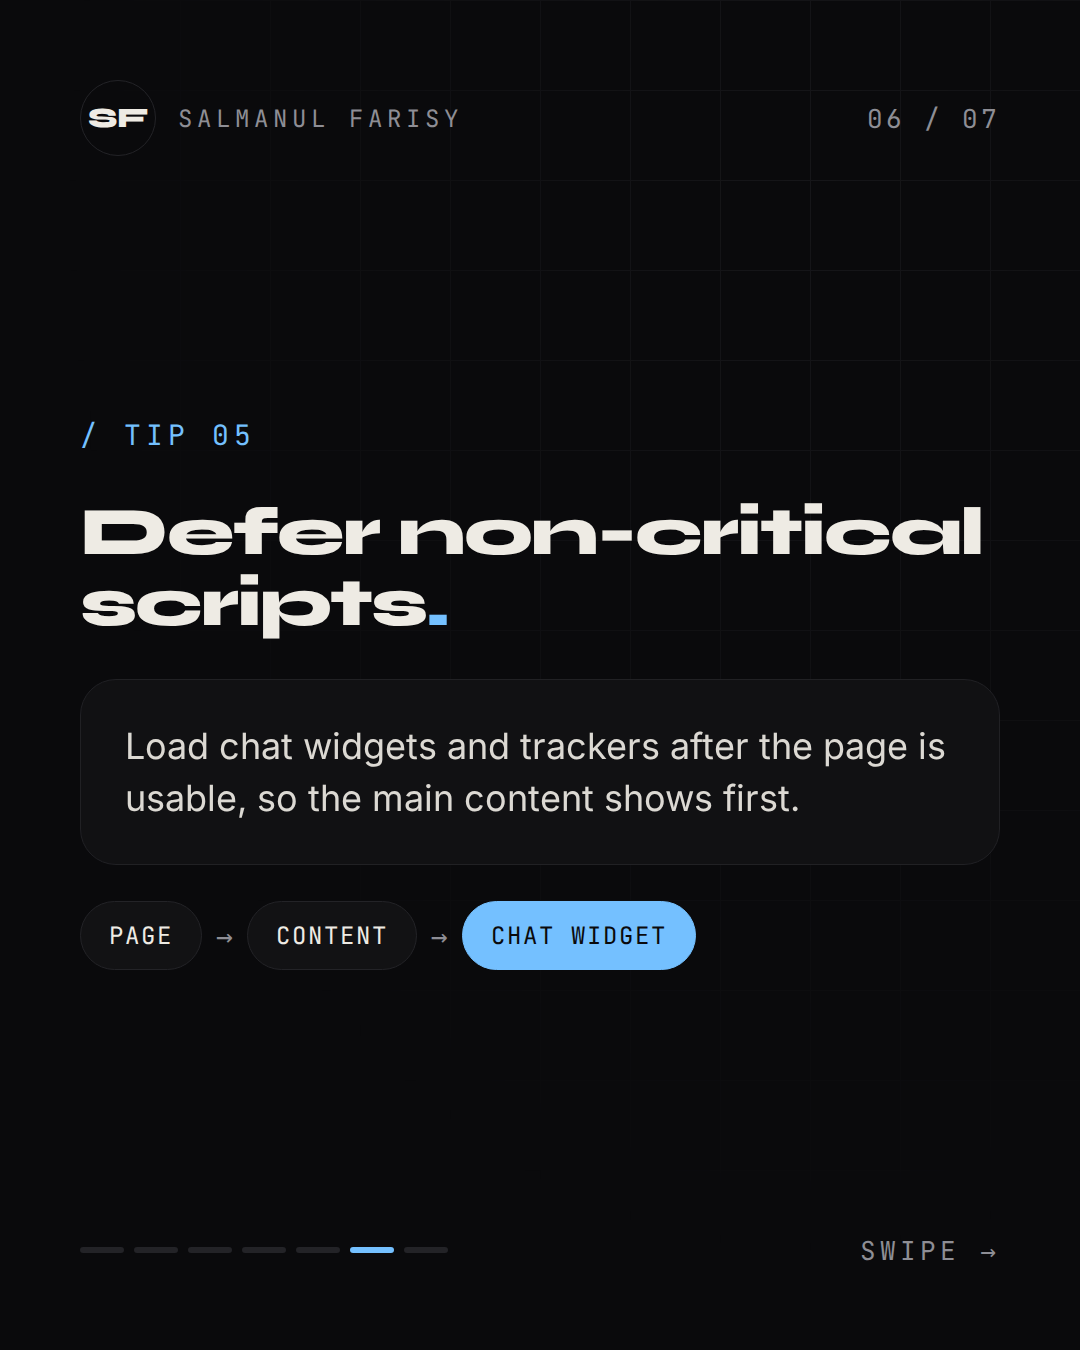 SF SALMANUL FARISY 06 / 07
/ TIP 05
Defer non-critical
scripts.
Load chat widgets and trackers after the page is
usable, so the main content shows first.
PAGE → CONTENT → CHAT WIDGET
SWIPE →